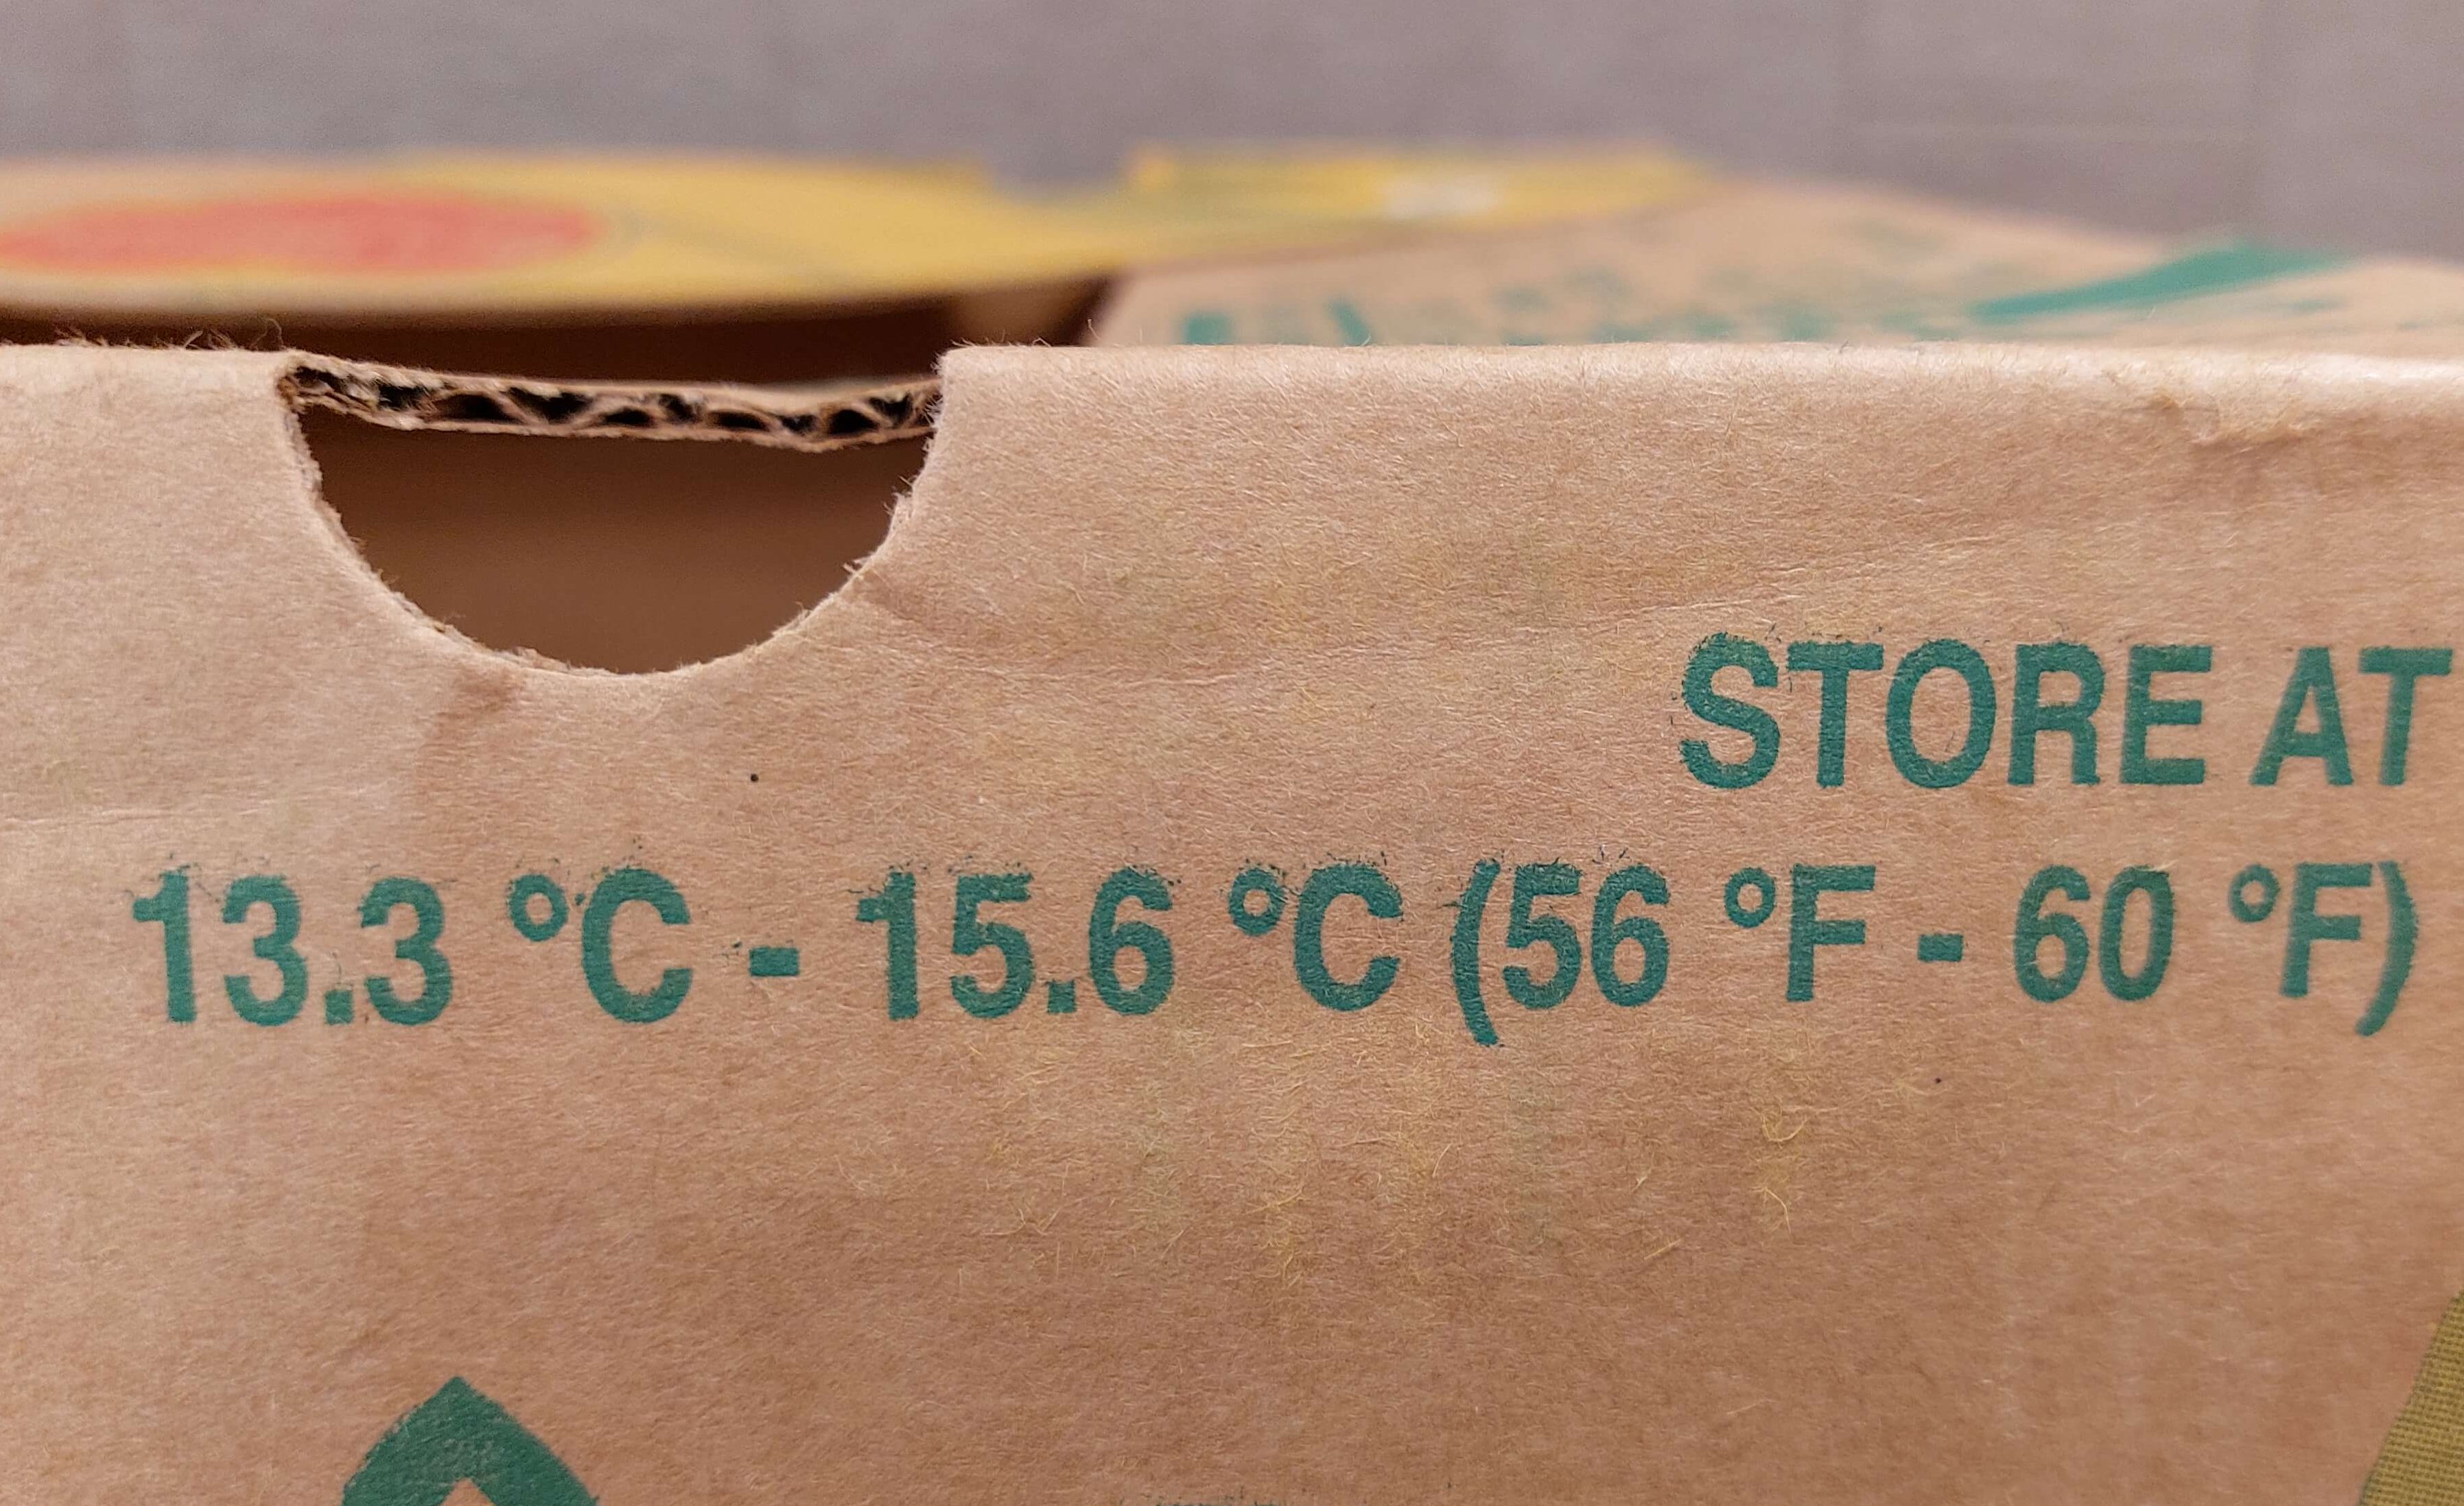 STORE AT
13.3 °C - 15.6 °C (56 °F - 60 °F)